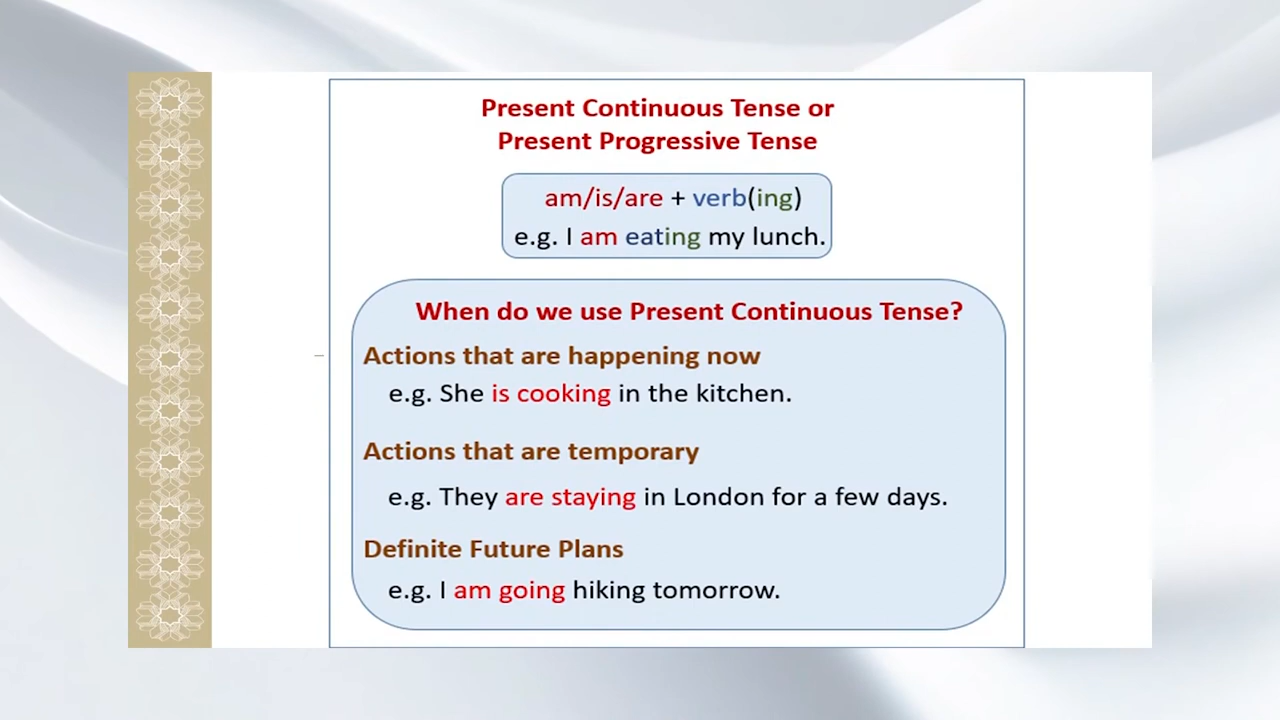 Present Continuous Tense or
Present Progressive Tense
am/is/are + verb(ing)
e.g. I am eating my lunch.
When do we use Present Continuous Tense?
Actions that are happening now
e.g. She is cooking in the kitchen.
Actions that are temporary
e.g. They are staying in London for a few days.
Definite Future Plans
e.g. I am going hiking tomorrow.